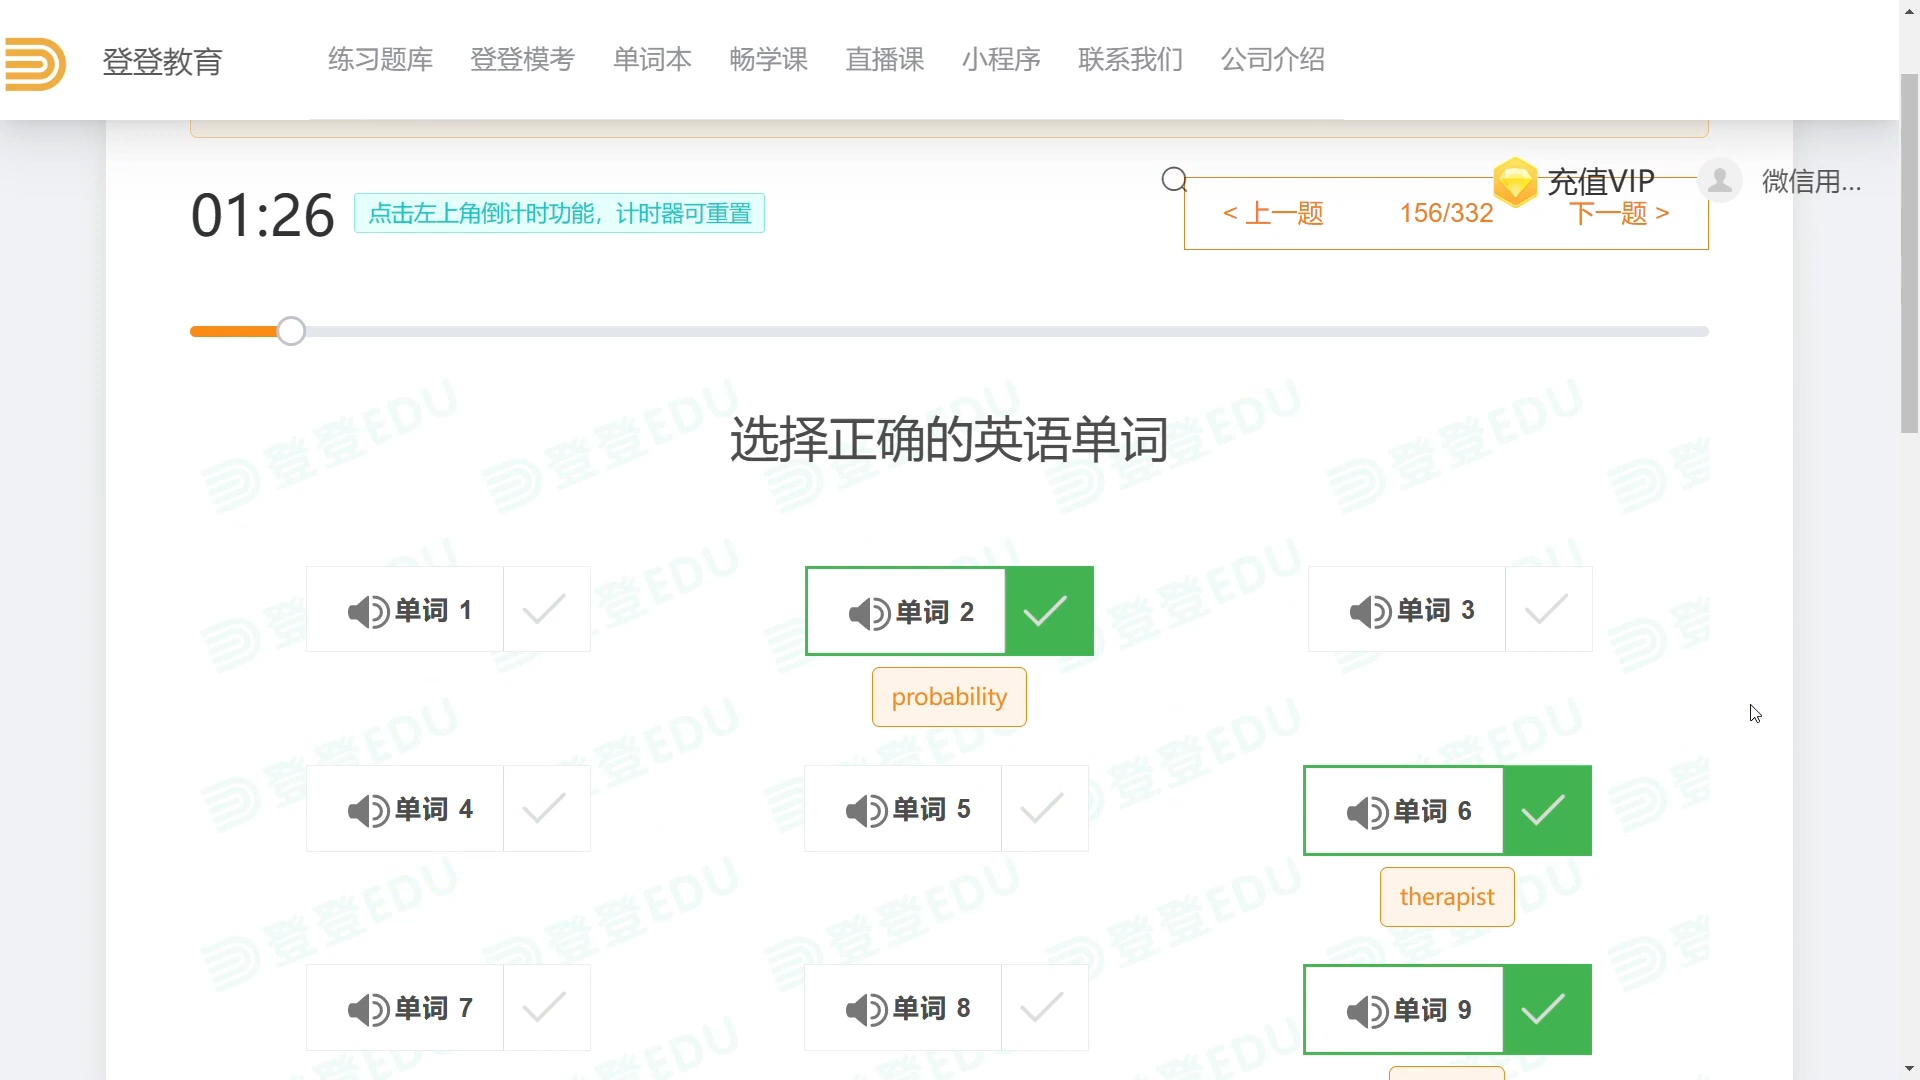 登登教育
练习题库 登登模考 单词本 畅学课 直播课 小程序 联系我们 公司介绍
充值VIP 微信用...
01:26 点击左上角倒计时功能，计时器可重置
< 上一题 156/332 下一题 >
选择正确的英语单词
单词 1 单词 2 单词 3
probability
单词 4 单词 5 单词 6
therapist
单词 7 单词 8 单词 9
登登EDU